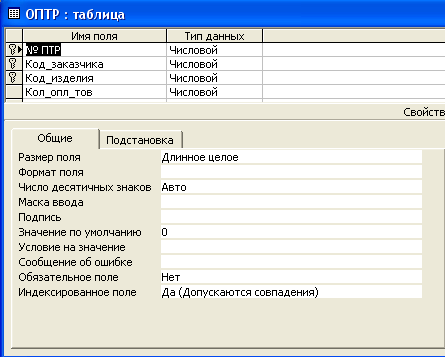 ОПТР : таблица
Имя поля Тип данных
№ ПТР Числовой
Код_заказчика Числовой
Код_изделия Числовой
Кол_опл_тов Числовой
Свойств
Общие Подстановка
Размер поля Длинное целое
Формат поля
Число десятичных знаков Авто
Маска ввода
Подпись
Значение по умолчанию 0
Условие на значение
Сообщение об ошибке
Обязательное поле Нет
Индексированное поле Да (Допускаются совпадения)